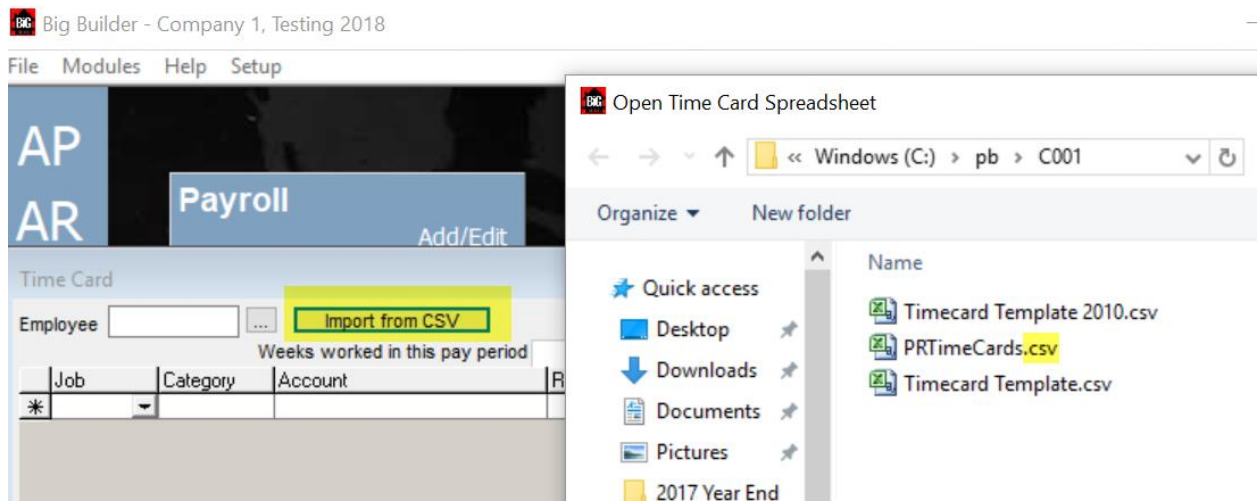 BiG Big Builder - Company 1, Testing 2018
File Modules Help Setup
AP
AR
Payroll
Add/Edit
Time Card
Employee ... Import from CSV
Weeks worked in this pay period
Job Category Account R
BiG Open Time Card Spreadsheet
« Windows (C:) › pb › C001
Organize New folder
Name
Quick access
Desktop
Downloads
Documents
Pictures
2017 Year End
Timecard Template 2010.csv
PRTimeCards.csv
Timecard Template.csv